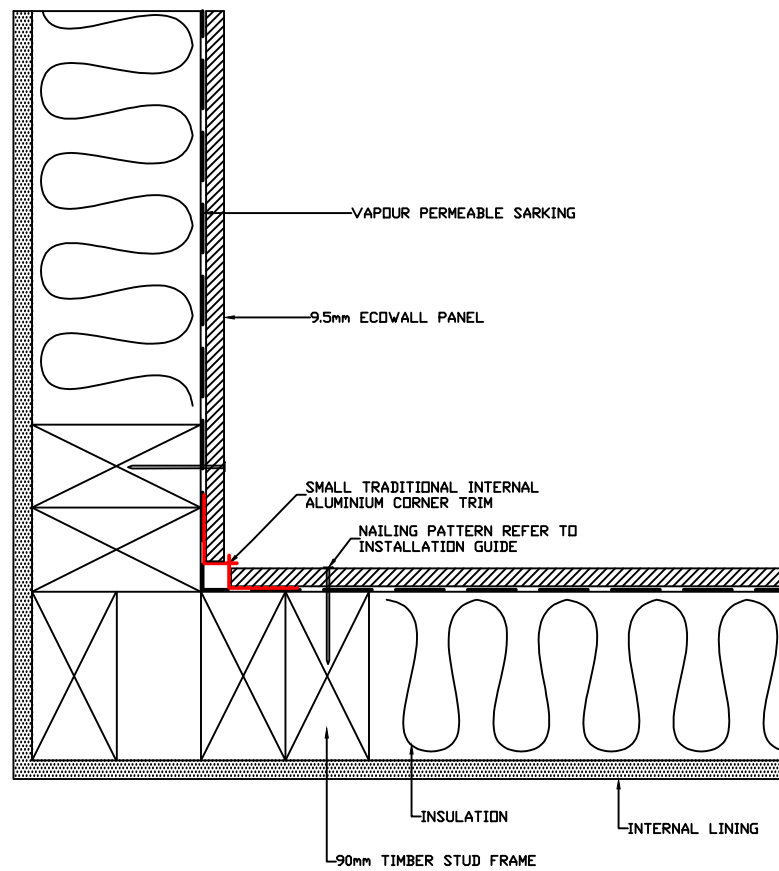 VAPOUR PERMEABLE SARKING
9.5mm ECOWALL PANEL
SMALL TRADITIONAL INTERNAL
ALUMINIUM CORNER TRIM
NAILING PATTERN REFER TO
INSTALLATION GUIDE
INSULATION
INTERNAL LINING
90mm TIMBER STUD FRAME